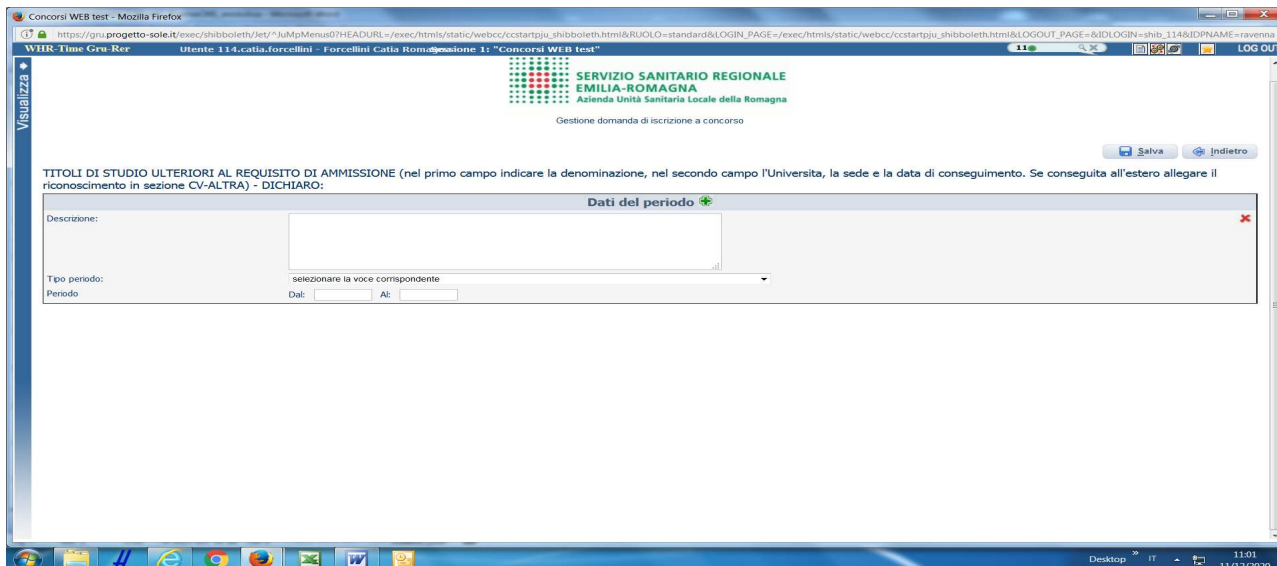 Concorsi WEB test - Mozilla Firefox
https://gru.progetto-sole.it/exec/shibboleth/Jet/^JuMpMenus0?HEADURL=/exec/htmls/static/webcc/ccstartpju_shibboleth.html&RUOLO=standard&LOGIN_PAGE=/exec/htmls/static/webcc/ccstartpju_shibboleth.html&LOGOUT_PAGE=&IDLOGIN=shib_114&IDPNAME=ravenna
WHR-Time Gru-Rer Utente 114.catia.forcellini - Forcellini Catia 1: "Concorsi WEB test" 11 LOG OUT
Visualizza
SERVIZIO SANITARIO REGIONALE
EMILIA-ROMAGNA
Azienda Unità Sanitaria Locale della Romagna
Gestione domanda di iscrizione a concorso
Salva Indietro
TITOLI DI STUDIO ULTERIORI AL REQUISITO DI AMMISSIONE (nel primo campo indicare la denominazione, nel secondo campo l'Universita, la sede e la data di conseguimento. Se conseguita all'estero allegare il
riconoscimento in sezione CV-ALTRA) - DICHIARO:
Dati del periodo
Descrizione:
Tipo periodo: selezionare la voce corrispondente
Periodo Dal: Al:
Desktop » IT 11:01
11/12/2020